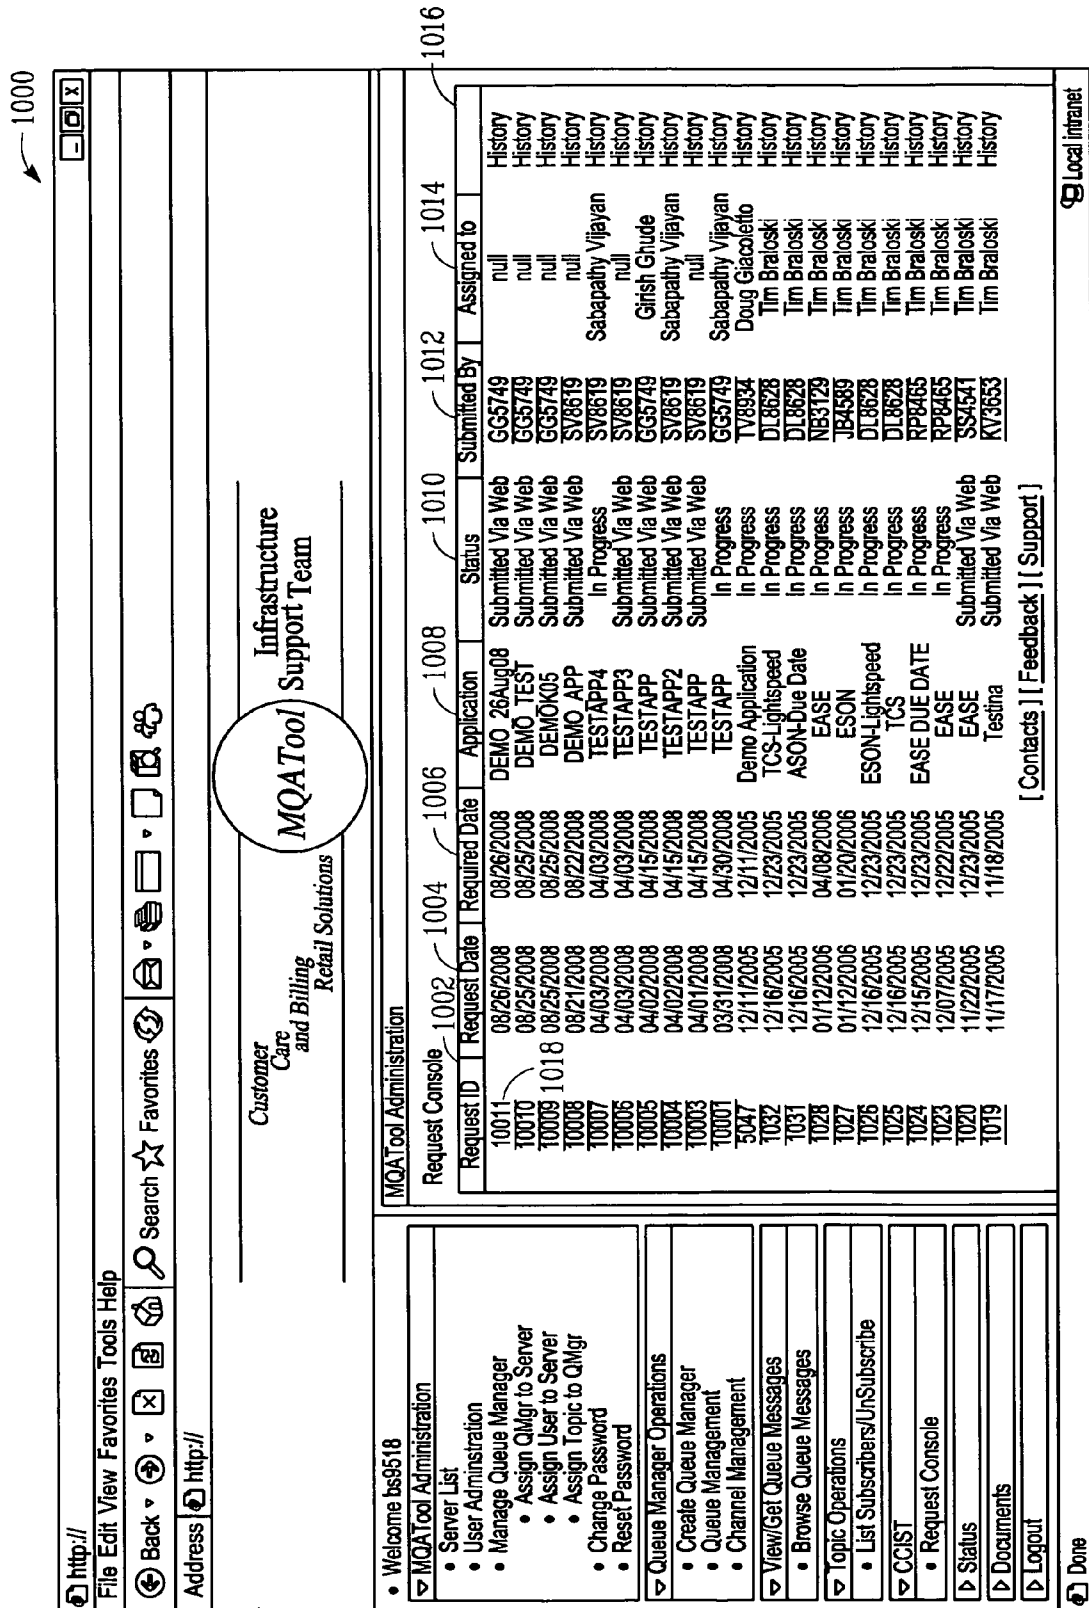 1000
http://
File Edit View Favorites Tools Help
Back Search Favorites
Address http://
Customer
Care
and Billing
Retail Solutions
MQATool
Infrastructure
Support Team
• Welcome bs9518
MQATool Administration
• Server List
• User Adminstration
• Manage Queue Manager
• Assign QMgr to Server
• Assign User to Server
• Assign Topic to QMgr
• Change Password
• Reset Password
Queue Manager Operations
• Create Queue Manager
• Queue Management
• Channel Management
View/Get Queue Messages
• Browse Queue Messages
Topic Operations
• List Subscribers/UnSubscribe
CCIST
• Request Console
Status
Documents
Logout
MQATool Administration
Request Console
1002 1004 1006 1008 1010 1012 1014 1016
Request ID Request Date Required Date Application Status Submitted By Assigned to
10011 08/26/2008 08/26/2008 DEMO_26Aug08 Submitted Via Web GG5749 null History
1018
10010 08/25/2008 08/25/2008 DEMO_TEST Submitted Via Web GG5749 null History
10009 08/25/2008 08/25/2008 DEMOK05 Submitted Via Web GG5749 null History
10008 08/21/2008 08/22/2008 DEMO_APP Submitted Via Web SV8619 null History
10007 04/03/2008 04/03/2008 TESTAPP4 In Progress SV8619 Sabapathy Vijayan History
10006 04/03/2008 04/03/2008 TESTAPP3 Submitted Via Web SV8619 null History
10005 04/02/2008 04/15/2008 TESTAPP Submitted Via Web GG5749 Girish Ghude History
10004 04/02/2008 04/15/2008 TESTAPP2 Submitted Via Web SV8619 Sabapathy Vijayan History
10003 04/01/2008 04/15/2008 TESTAPP Submitted Via Web SV8619 null History
10001 03/31/2008 04/30/2008 TESTAPP In Progress GG5749 Sabapathy Vijayan History
5047 12/11/2005 12/11/2005 Demo Application In Progress TV8934 Doug Giacoletto History
1032 12/16/2005 12/23/2005 TCS-Lightspeed In Progress DL8628 Tim Braloski History
1031 12/16/2005 12/23/2005 ASON-Due Date In Progress DL8628 Tim Braloski History
1028 01/12/2006 04/08/2006 EASE In Progress NB3129 Tim Braloski History
1027 01/12/2006 01/20/2006 ESON In Progress JB4589 Tim Braloski History
1026 12/16/2005 12/23/2005 ESON-Lightspeed In Progress DL8628 Tim Braloski History
1025 12/16/2005 12/23/2005 TCS In Progress DL8628 Tim Braloski History
1024 12/15/2005 12/23/2005 EASE DUE DATE In Progress RP8465 Tim Braloski History
1023 12/07/2005 12/22/2005 EASE In Progress RP8465 Tim Braloski History
1020 11/22/2005 12/23/2005 EASE Submitted Via Web SS4541 Tim Braloski History
1019 11/17/2005 11/18/2005 Testina Submitted Via Web KV3653 Tim Braloski History
[ Contacts ] [ Feedback ] [ Support ]
Done Local intranet